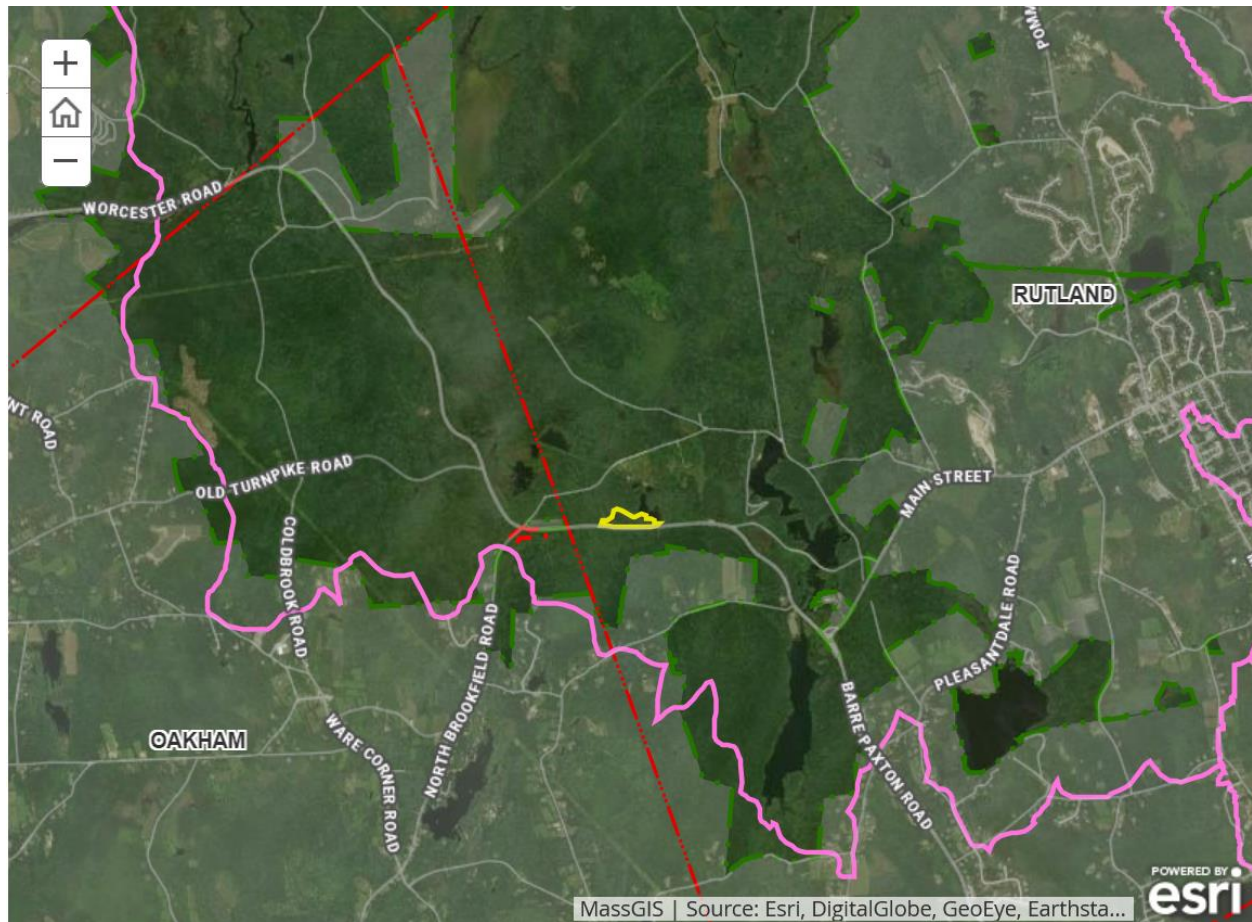 POMM
+
−
WORCESTER ROAD
RUTLAND
NT ROAD
OLD TURNPIKE ROAD
MAIN STREET
COLDBROOK ROAD
PLEASANTDALE ROAD
NORTH BROOKFIELD ROAD
BARRE PAXTON ROAD
OAKHAM
WARE CORNER ROAD
POWERED BY
esri
MassGIS | Source: Esri, DigitalGlobe, GeoEye, Earthsta...